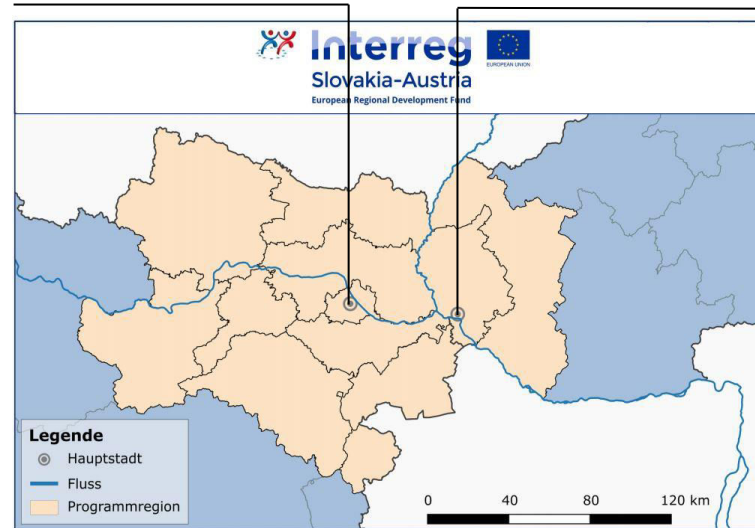 Interreg
EUROPEAN UNION
Slovakia-Austria
European Regional Development Fund
Legende
Hauptstadt
Fluss
Programmregion
0 40 80 120 km